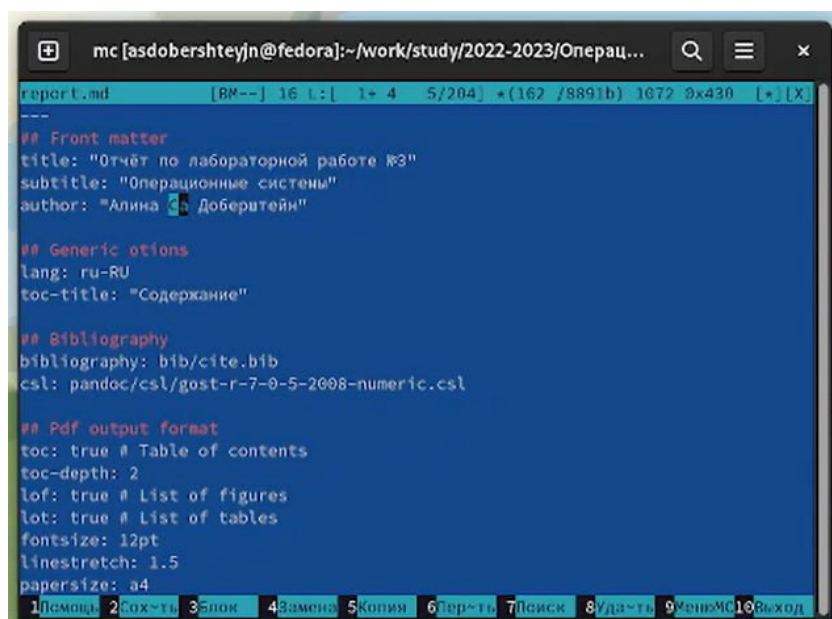 mc [asdobershteyjn@fedora]:~/work/study/2022-2023/Операц...
report.md [BM--] 16 L:[ 1+ 4 5/204] *(162 /8891b) 1072 0x430 [*][X]
---
## Front matter
title: "Отчёт по лабораторной работе №3"
subtitle: "Операционные системы"
author: "Алина Са Доберштейн"
## Generic otions
lang: ru-RU
toc-title: "Содержание"
## Bibliography
bibliography: bib/cite.bib
csl: pandoc/csl/gost-r-7-0-5-2008-numeric.csl
## Pdf output format
toc: true # Table of contents
toc-depth: 2
lof: true # List of figures
lot: true # List of tables
fontsize: 12pt
linestretch: 1.5
papersize: a4
1Помощь 2Сох~ть 3Блок 4Замена 5Копия 6Пер~ть 7Поиск 8Уда~ть 9МенюMC 10Выход